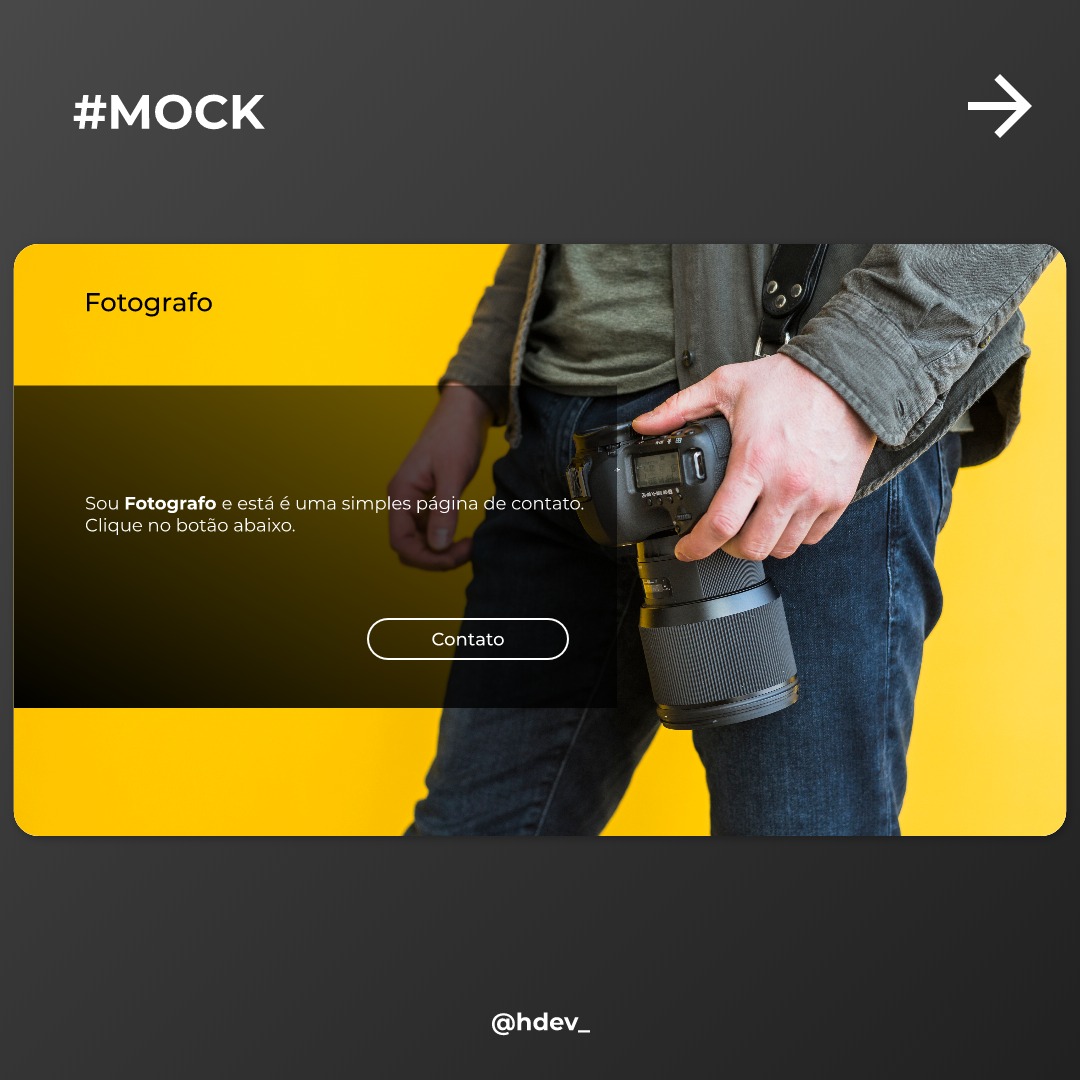 #MOCK
Fotografo
Sou Fotografo e está é uma simples página de contato.
Clique no botão abaixo.
Contato
@hdev_